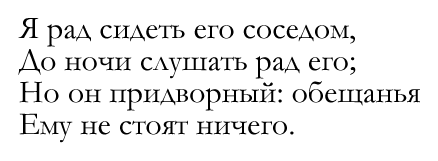 Я рад сидеть его соседом,
До ночи слушать рад его;
Но он придворный: обещанья
Ему не стоят ничего.